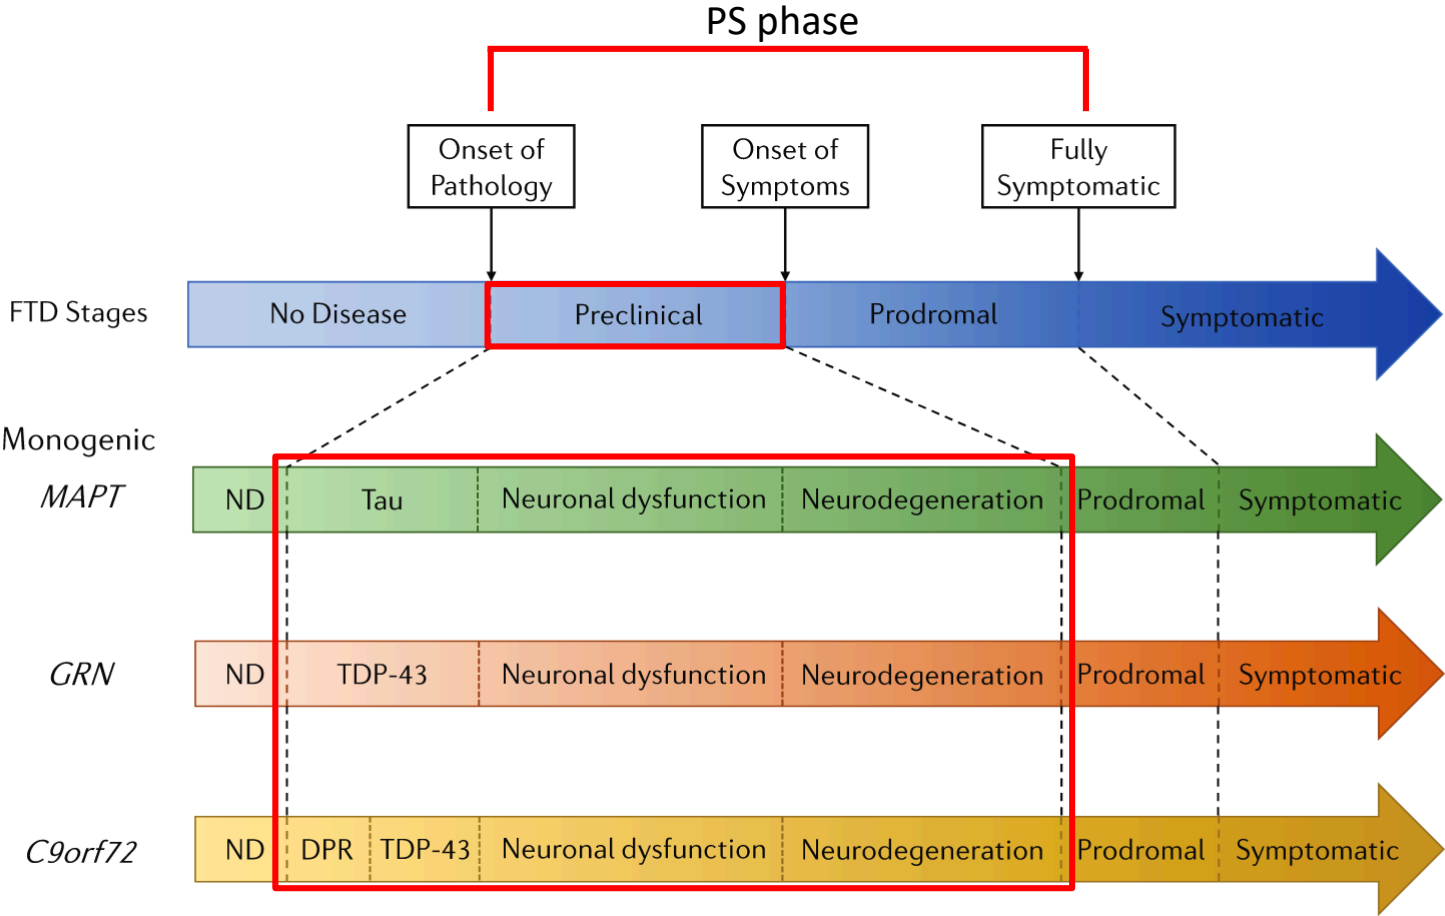 PS phase
Onset of
Pathology
Onset of
Symptoms
Fully
Symptomatic
FTD Stages
No Disease
Preclinical
Prodromal
Symptomatic
Monogenic
MAPT
ND
Tau
Neuronal dysfunction
Neurodegeneration
Prodromal
Symptomatic
GRN
ND
TDP-43
Neuronal dysfunction
Neurodegeneration
Prodromal
Symptomatic
C9orf72
ND
DPR
TDP-43
Neuronal dysfunction
Neurodegeneration
Prodromal
Symptomatic